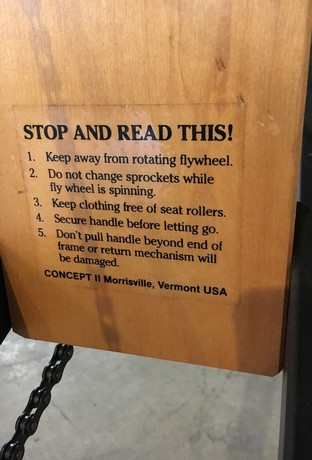 STOP AND READ THIS!
1. Keep away from rotating flywheel.
2. Do not change sprockets while
fly wheel is spinning.
3. Keep clothing free of seat rollers.
4. Secure handle before letting go.
5. Don't pull handle beyond end of
frame or return mechanism will
be damaged.
CONCEPT II Morrisville, Vermont USA